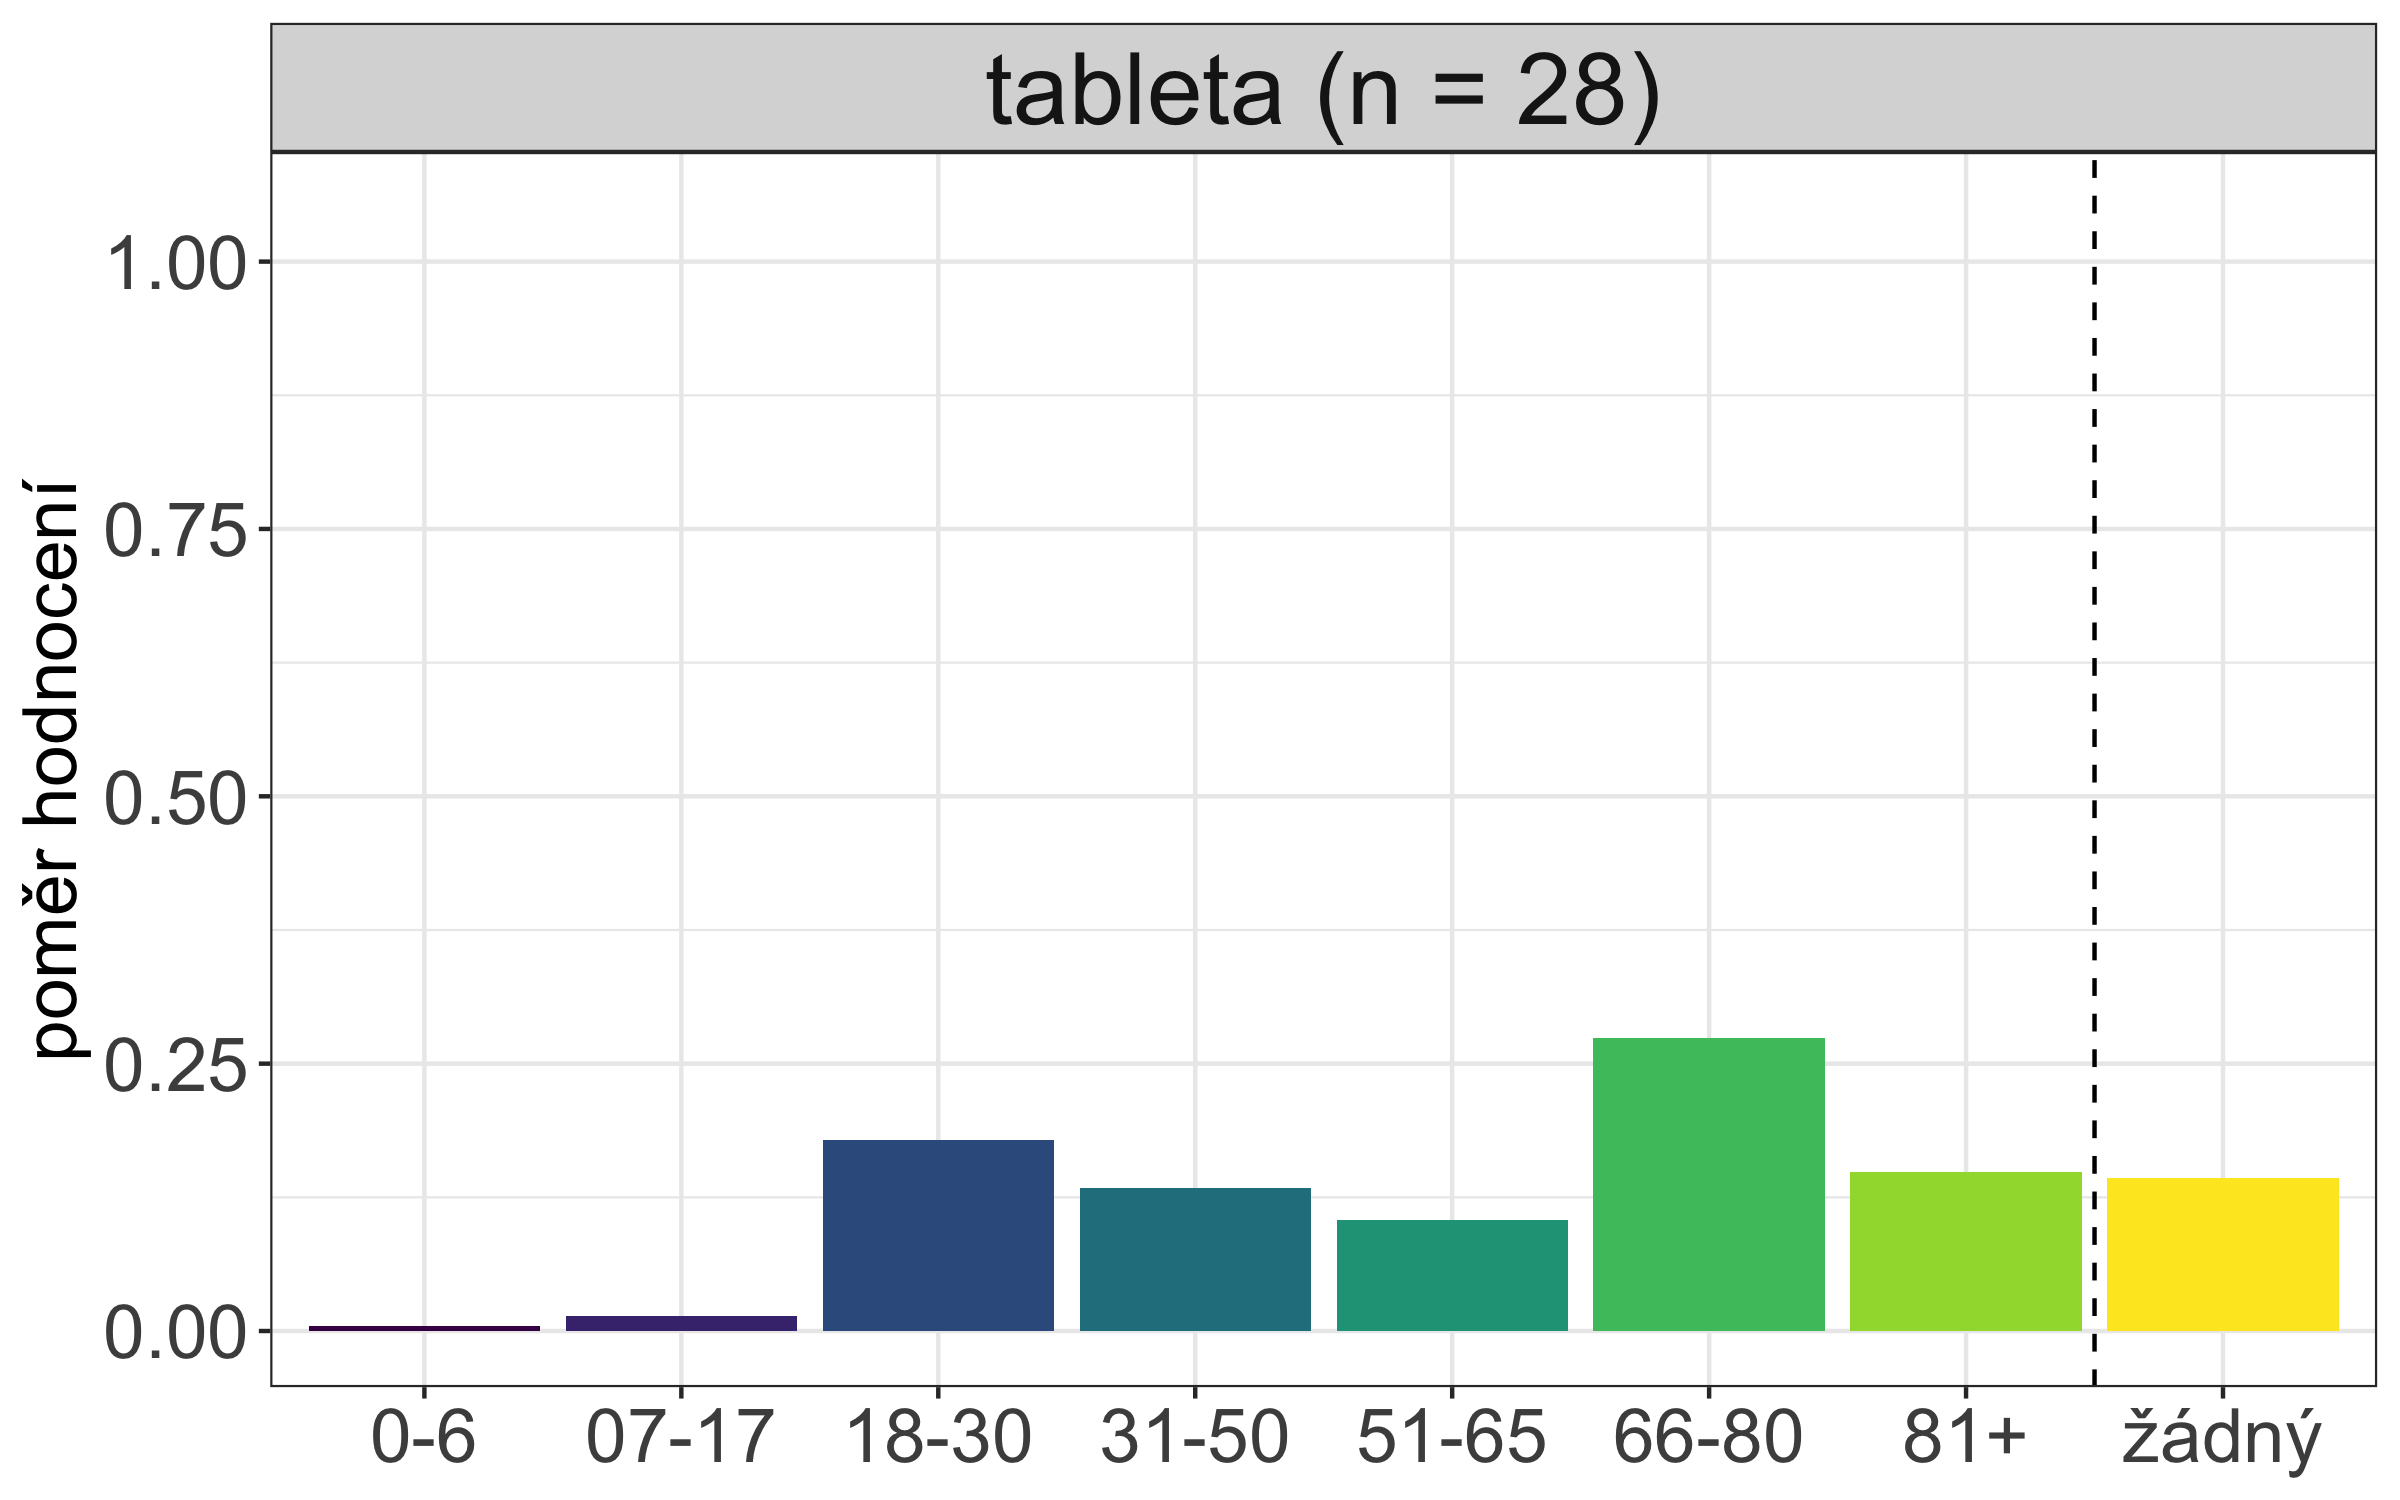 tableta (n = 28)
poměr hodnocení
1.00
0.75
0.50
0.25
0.00
0-6 07-17 18-30 31-50 51-65 66-80 81+ žádný